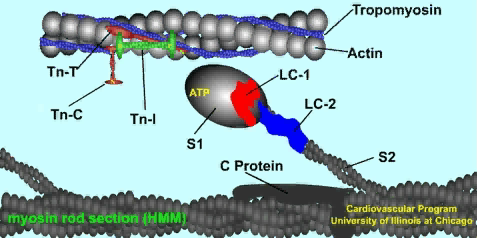 Tropomyosin
Actin
Tn-T
Tn-C
Tn-I
LC-1
ATP
LC-2
S1
S2
C Protein
myosin rod section (HMM)
Cardiovascular Program
University of Illinois at Chicago